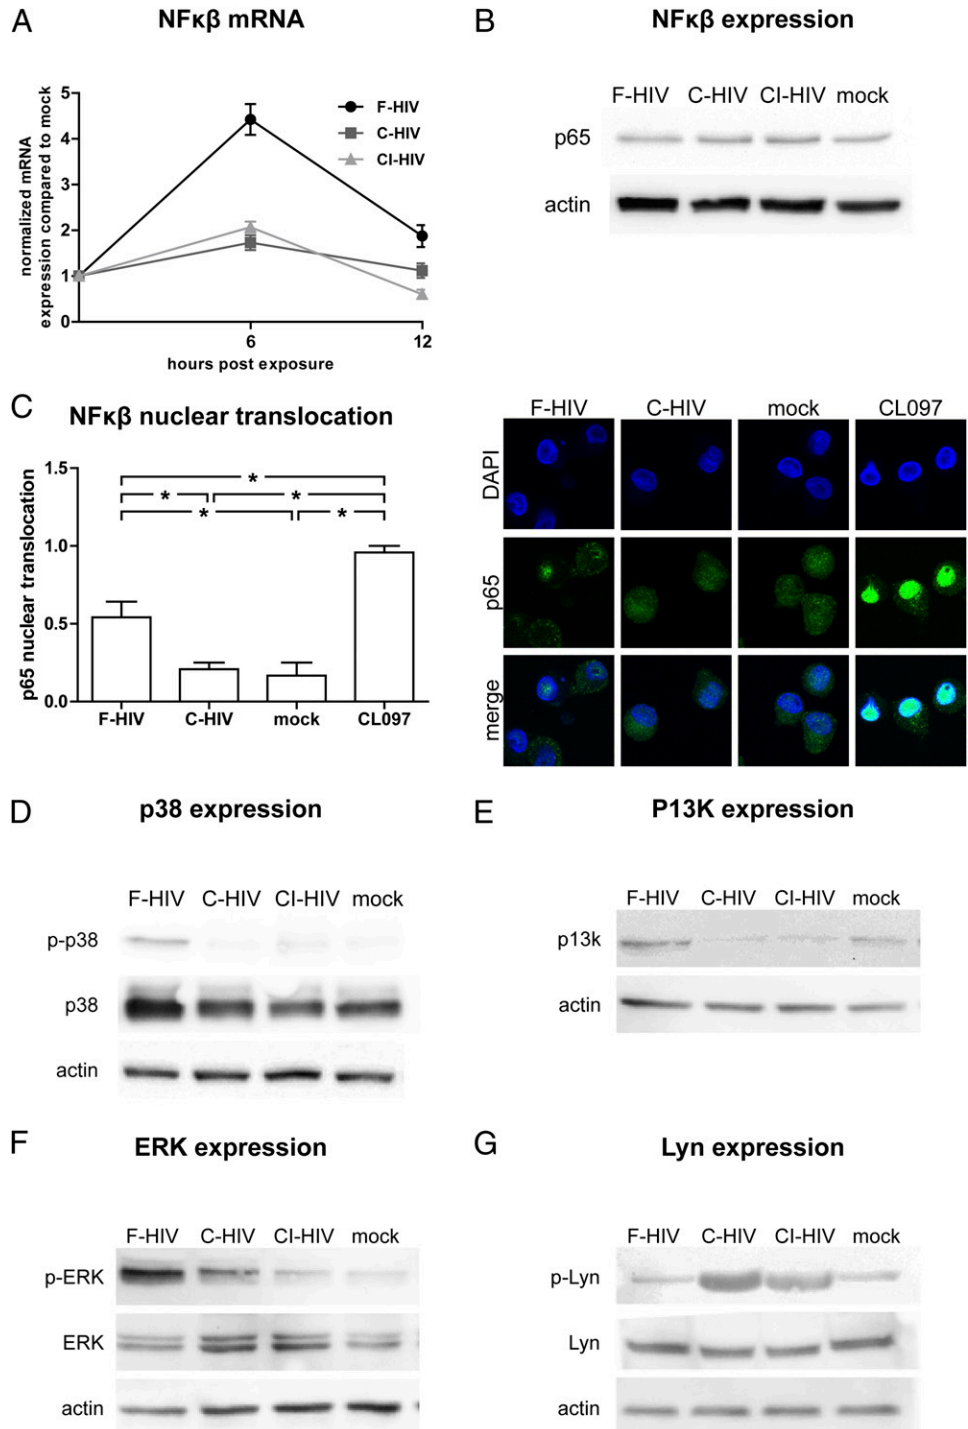 A
NFκβ mRNA
normalized mRNA
expression compared to mock
5
4
3
2
1
0
6
12
hours post exposure
F-HIV
C-HIV
CI-HIV
B
NFκβ expression
F-HIV C-HIV CI-HIV mock
p65
actin
C
NFκβ nuclear translocation
p65 nuclear translocation
1.5
1.0
0.5
0.0
*
* *
* *
F-HIV C-HIV mock CL097
F-HIV C-HIV mock CL097
DAPI
p65
merge
D
p38 expression
F-HIV C-HIV CI-HIV mock
p-p38
p38
actin
E
P13K expression
F-HIV C-HIV CI-HIV mock
p13k
actin
F
ERK expression
F-HIV C-HIV CI-HIV mock
p-ERK
ERK
actin
G
Lyn expression
F-HIV C-HIV CI-HIV mock
p-Lyn
Lyn
actin